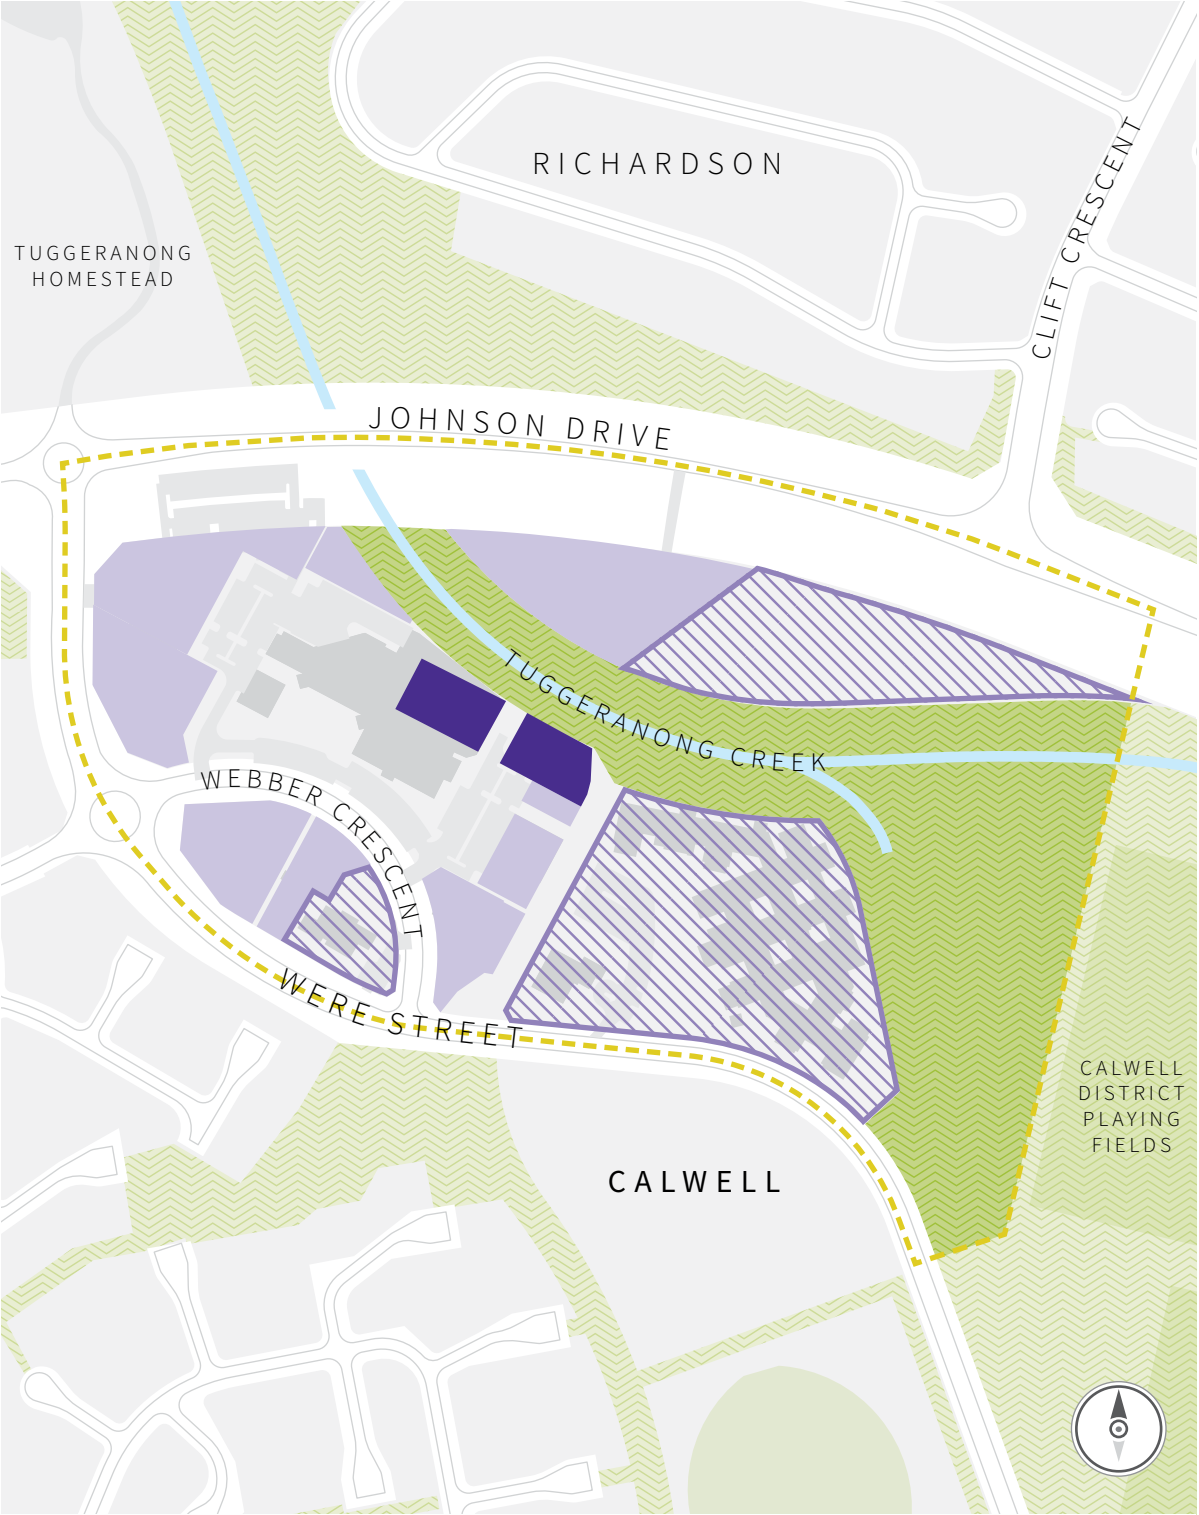 RICHARDSON
CLIFT CRESCENT
TUGGERANONG
HOMESTEAD
JOHNSON DRIVE
TUGGERANONG CREEK
WEBBER CRESCENT
WERE STREET
CALWELL
DISTRICT
PLAYING
FIELDS
CALWELL